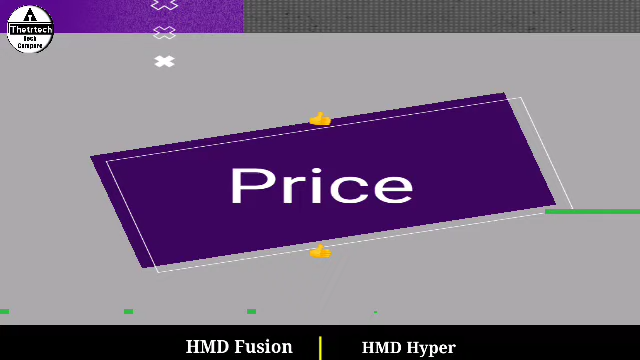 Thetrtech
Tech
Compare
Price
HMD Fusion
HMD Hyper